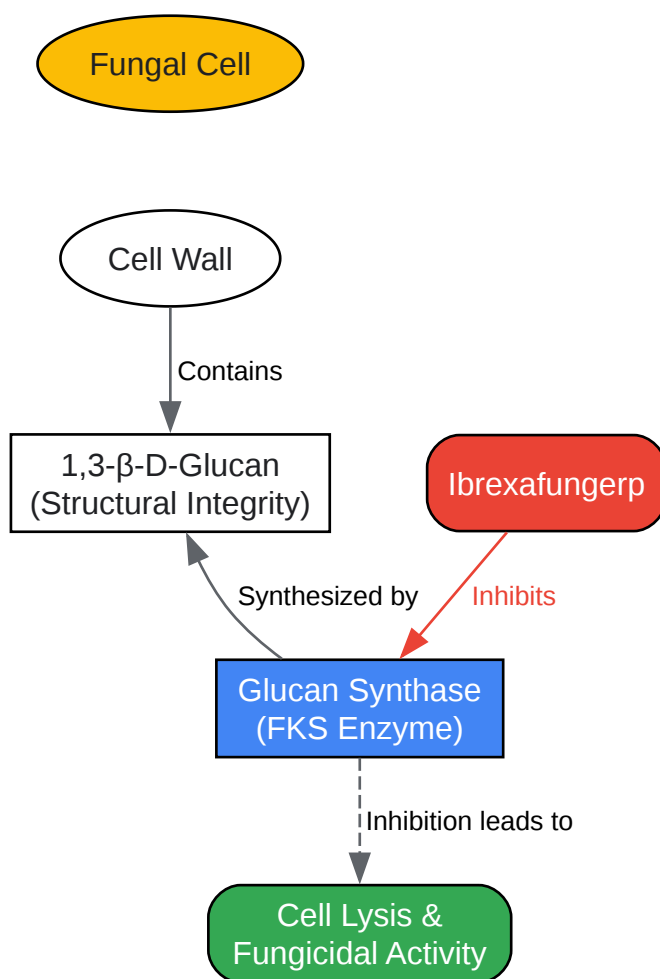 Fungal Cell
Cell Wall
Contains
1,3-β-D-Glucan
(Structural Integrity)
Ibrexafungerp
Synthesized by
Inhibits
Glucan Synthase
(FKS Enzyme)
Inhibition leads to
Cell Lysis &
Fungicidal Activity